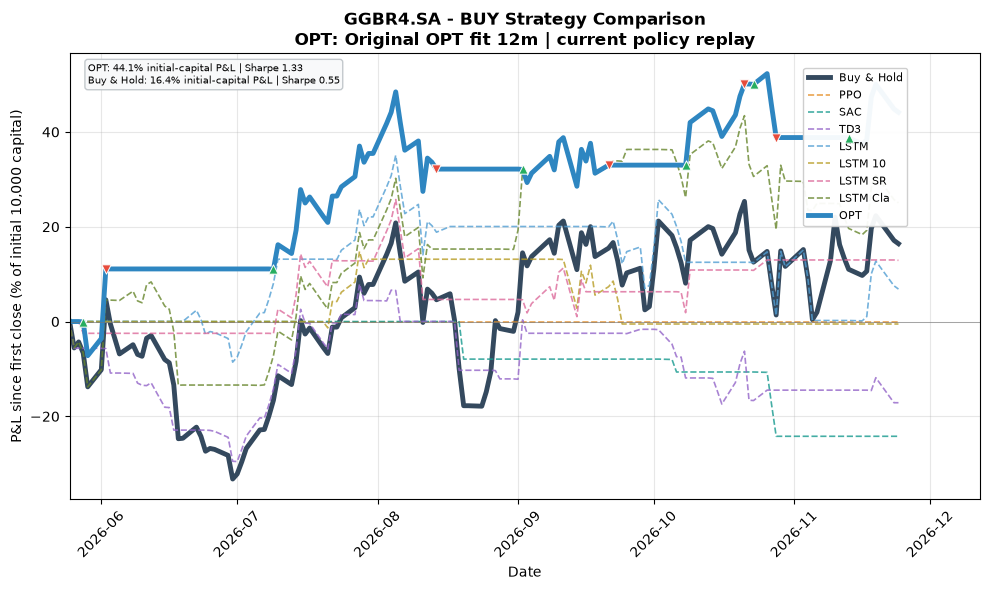 GGBR4.SA - BUY Strategy Comparison
OPT: Original OPT fit 12m | current policy replay
OPT: 44.1% initial-capital P&L | Sharpe 1.33
Buy & Hold: 16.4% initial-capital P&L | Sharpe 0.55
Buy & Hold
PPO
SAC
TD3
LSTM
LSTM 10
LSTM SR
LSTM Cla
OPT
P&L since first close (% of initial 10,000 capital)
40
20
0
−20
2026-06
2026-07
2026-08
2026-09
2026-10
2026-11
2026-12
Date